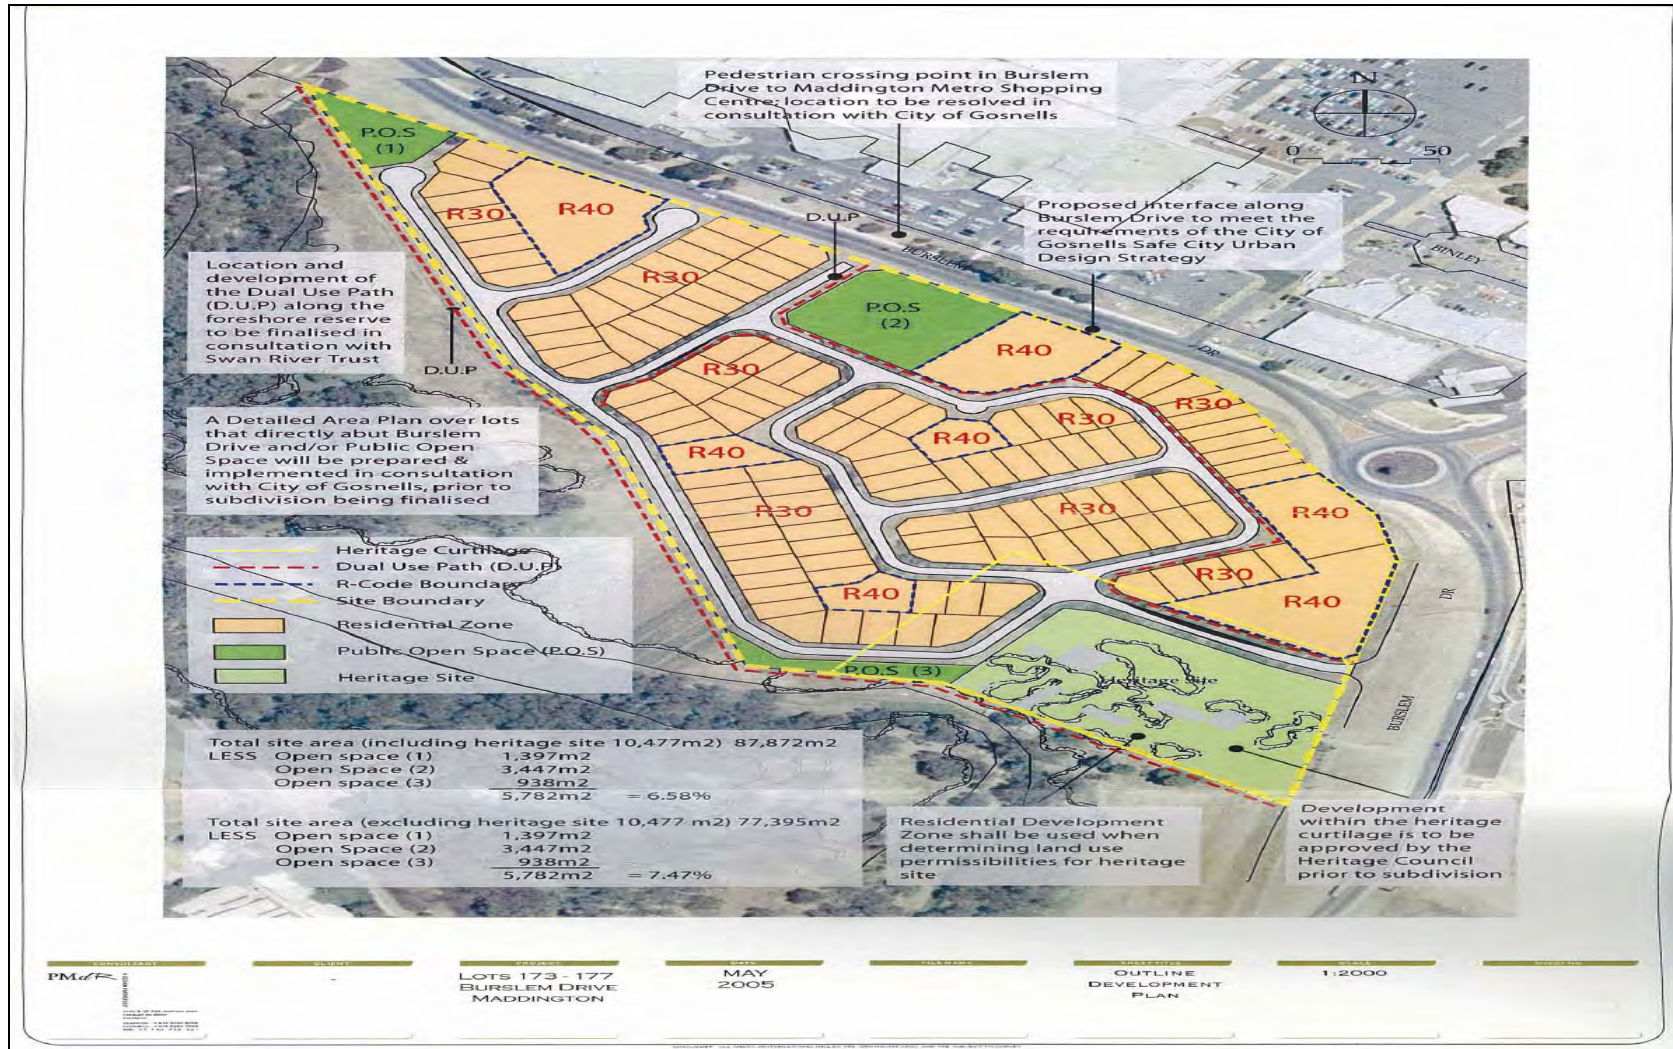 Pedestrian crossing point in Burslem
Drive to Maddington Metro Shopping
Centre; location to be resolved in
consultation with City of Gosnells
N
0 50
P.O.S
(1)
R30
R40
D.U.P
Proposed interface along
Burslem Drive to meet the
requirements of the City of
Gosnells Safe City Urban
Design Strategy
BURSLEM
BINLEY
DR
Location and
development of
the Dual Use Path
(D.U.P) along the
foreshore reserve
to be finalised in
consultation with
Swan River Trust
D.U.P
R30
P.O.S
(2)
R40
R30
R30
R30
R40
R40
A Detailed Area Plan over lots
that directly abut Burslem
Drive and/or Public Open
Space will be prepared &
implemented in consultation
with City of Gosnells, prior to
subdivision being finalised
R30
R30
R40
R30
R40
R40
Heritage Curtilage
Dual Use Path (D.U.P)
R-Code Boundary
Site Boundary
Residential Zone
Public Open Space (P.O.S)
Heritage Site
P.O.S (3)
Heritage Site
DR
BURSLEM
Total site area (including heritage site 10,477m2) 87,872m2
LESS Open space (1) 1,397m2
Open Space (2) 3,447m2
Open space (3) 938m2
5,782m2 = 6.58%
Total site area (excluding heritage site 10,477 m2) 77,395m2
LESS Open space (1) 1,397m2
Open Space (2) 3,447m2
Open space (3) 938m2
5,782m2 = 7.47%
Residential Development
Zone shall be used when
determining land use
permissibilities for heritage
site
Development
within the heritage
curtilage is to be
approved by the
Heritage Council
prior to subdivision
CONSULTANT
CLIENT
PROJECT
DATE
FILE NAME
SHEET TITLE
SCALE
PMdR
-
LOTS 173 - 177
BURSLEM DRIVE
MADDINGTON
MAY
2005
OUTLINE
DEVELOPMENT
PLAN
1:2000